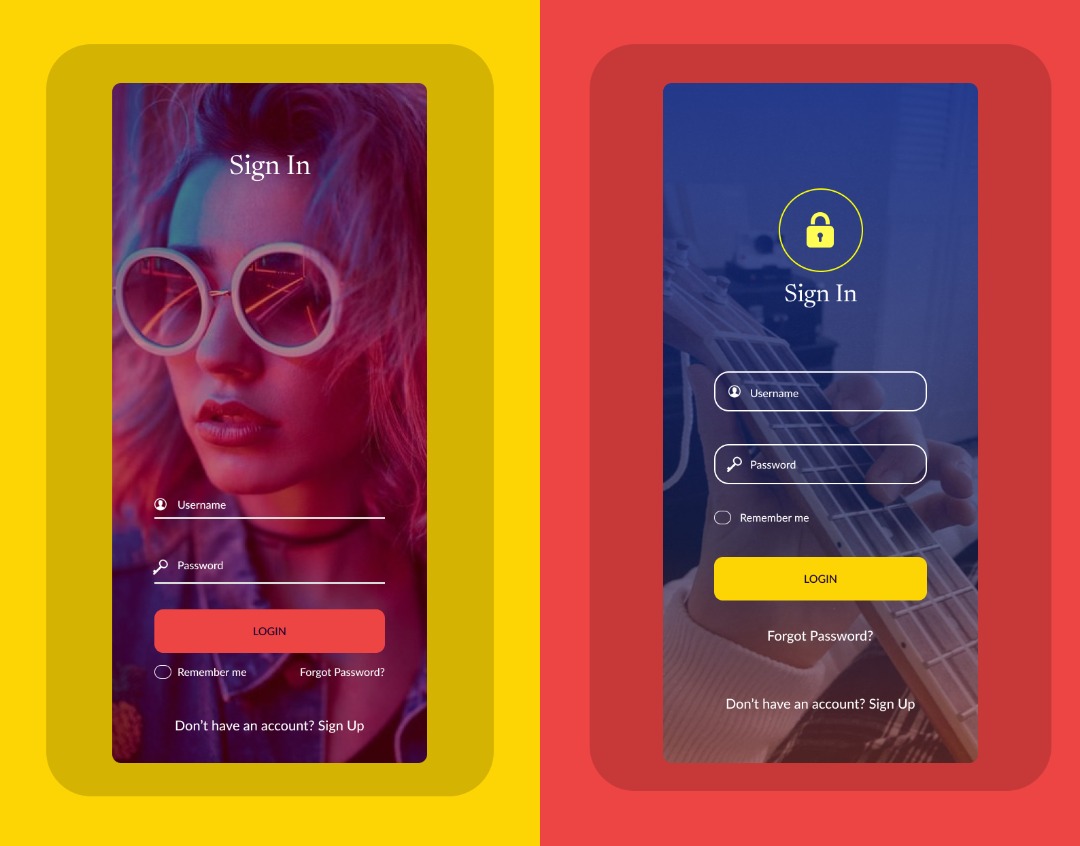 Sign In
Username
Password
LOGIN
Remember me
Forgot Password?
Don't have an account? Sign Up
Sign In
Username
Password
Remember me
LOGIN
Forgot Password?
Don't have an account? Sign Up